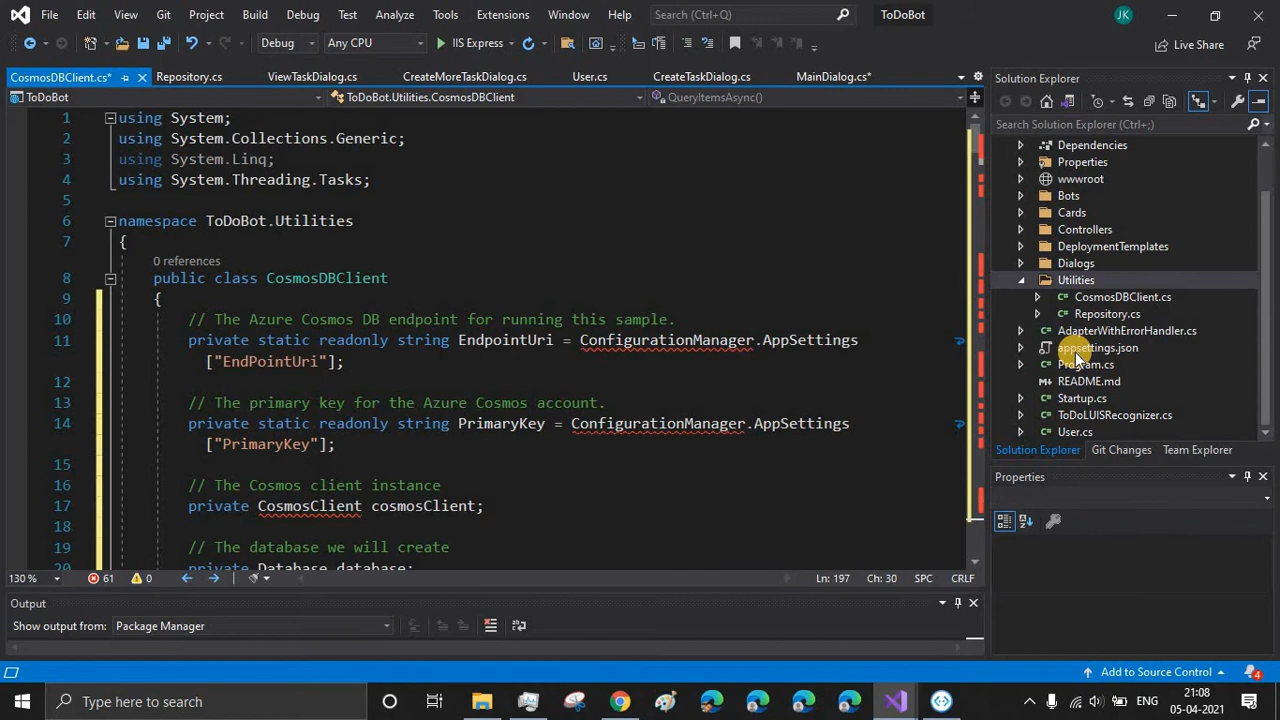 File Edit View Git Project Build Debug Test Analyze Tools Extensions Window Help Search (Ctrl+Q) ToDoBot JK
Debug Any CPU IIS Express Live Share
CosmosDBClient.cs* Repository.cs ViewTaskDialog.cs CreateMoreTaskDialog.cs User.cs CreateTaskDialog.cs MainDialog.cs*
ToDoBot ToDoBot.Utilities.CosmosDBClient QueryItemsAsync()
1 using System;
2 using System.Collections.Generic;
3 using System.Linq;
4 using System.Threading.Tasks;
5
6 namespace ToDoBot.Utilities
7 {
0 references
8 public class CosmosDBClient
9 {
10 // The Azure Cosmos DB endpoint for running this sample.
11 private static readonly string EndpointUri = ConfigurationManager.AppSettings
["EndPointUri"];
12
13 // The primary key for the Azure Cosmos account.
14 private static readonly string PrimaryKey = ConfigurationManager.AppSettings
["PrimaryKey"];
15
16 // The Cosmos client instance
17 private CosmosClient cosmosClient;
18
19 // The database we will create
20 private Database database;
130 % 61 0 Ln: 197 Ch: 30 SPC CRLF
Output
Show output from: Package Manager
Solution Explorer
Search Solution Explorer (Ctrl+;)
Dependencies
Properties
wwwroot
Bots
Cards
Controllers
DeploymentTemplates
Dialogs
Utilities
CosmosDBClient.cs
Repository.cs
AdapterWithErrorHandler.cs
appsettings.json
Program.cs
README.md
Startup.cs
ToDoLUISRecognizer.cs
User.cs
Solution Explorer Git Changes Team Explorer
Properties
Add to Source Control 4
Type here to search ENG 21:08
05-04-2021